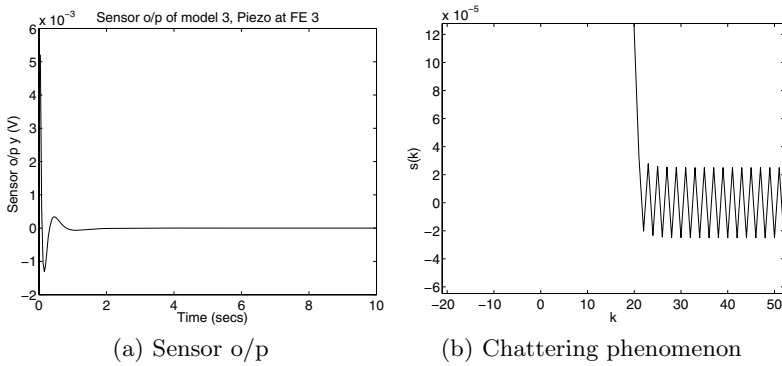 x 10⁻³
Sensor o/p of model 3, Piezo at FE 3
6
5
4
3
2
1
0
−1
−2
0 2 4 6 8 10
Sensor o/p y (V)
Time (secs)
(a) Sensor o/p
x 10⁻⁵
12
10
8
6
4
2
0
−2
−4
−6
−20 −10 0 10 20 30 40 50
s(k)
k
(b) Chattering phenomenon